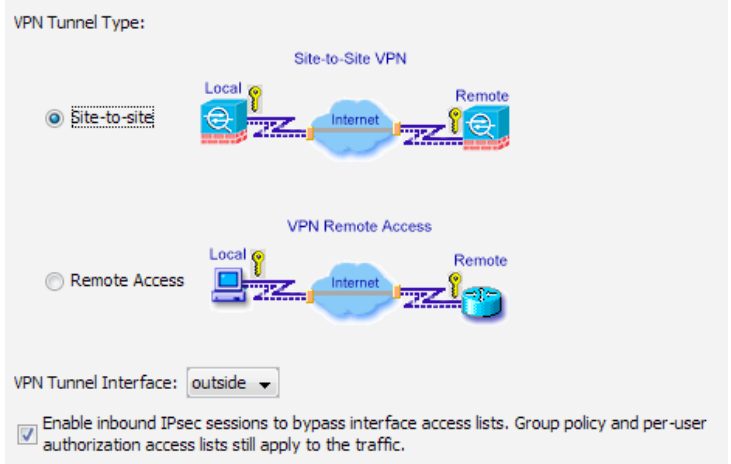 VPN Tunnel Type:
Site-to-Site VPN
Local
Remote
Site-to-site
Internet
VPN Remote Access
Local
Remote
Remote Access
Internet
VPN Tunnel Interface: outside
Enable inbound IPsec sessions to bypass interface access lists. Group policy and per-user
authorization access lists still apply to the traffic.